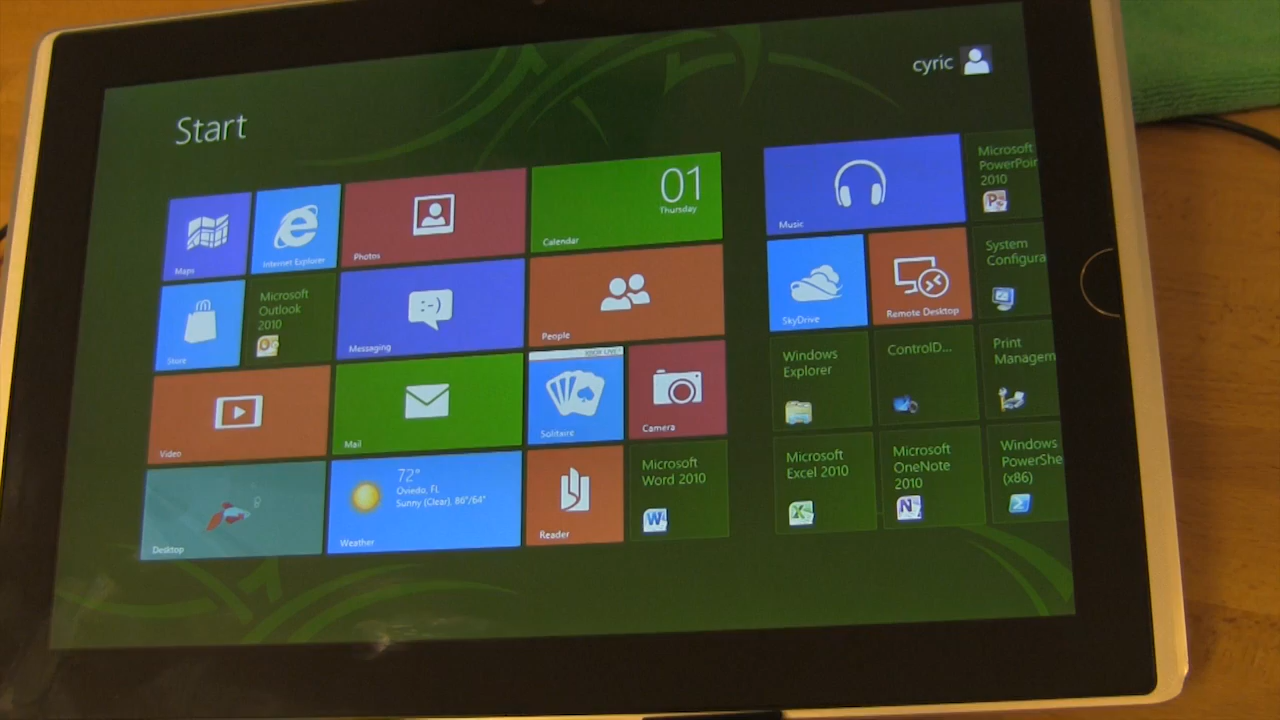 Start
cyric
Maps
Internet Explorer
Photos
01
Thursday
Calendar
Store
Microsoft
Outlook
2010
Messaging
:-)
People
Video
Mail
XBOX LIVE
Solitaire
Camera
Desktop
72°
Oviedo, FL
Sunny (Clear), 86°/64°
Weather
Reader
Microsoft
Word 2010
W
Music
Microsoft
PowerPoin
2010
P
SkyDrive
Remote Desktop
System
Configura
Windows
Explorer
ControlD...
Print
Managem
Microsoft
Excel 2010
X
Microsoft
OneNote
2010
N
Windows
PowerShe
(x86)